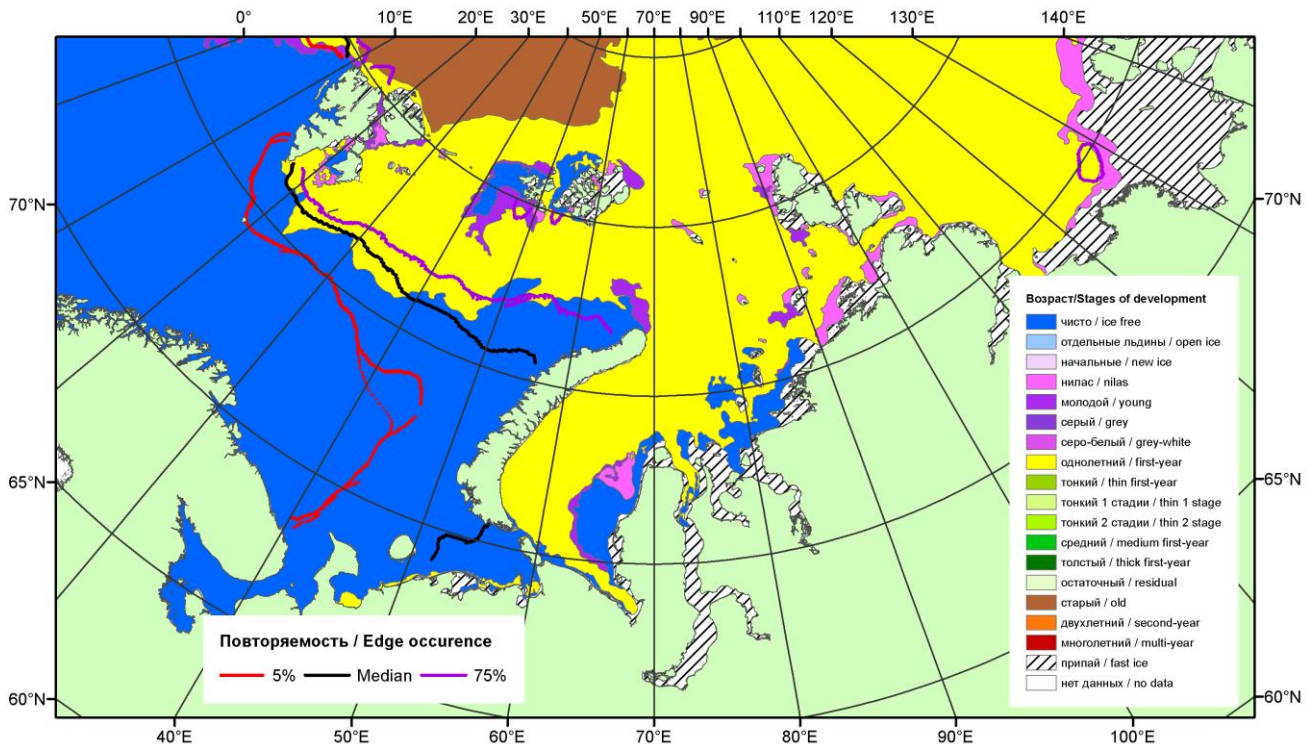 0° 10°E 20°E 30°E 50°E 70°E 90°E 110°E 120°E 130°E 140°E
70°N 70°N
Возраст/Stages of development
чисто / ice free
отдельные льдины / open ice
начальные / new ice
нилас / nilas
молодой / young
серый / grey
серо-белый / grey-white
однолетний / first-year
тонкий / thin first-year
тонкий 1 стадии / thin 1 stage
тонкий 2 стадии / thin 2 stage
средний / medium first-year
толстый / thick first-year
остаточный / residual
старый / old
двухлетний / second-year
многолетний / multi-year
припай / fast ice
нет данных / no data
65°N 65°N
Повторяемость / Edge occurence
5% Median 75%
60°N 60°N
40°E 50°E 60°E 70°E 80°E 90°E 100°E